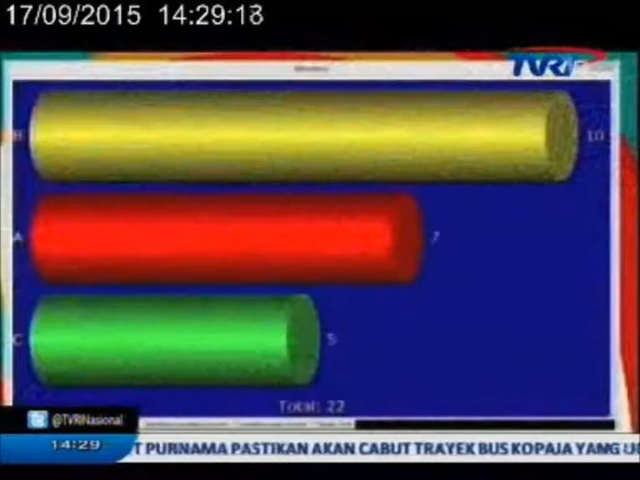 17/09/2015 14:29:18
TVRI
B 10
A 7
C 5
Total: 22
@TVRINasional
14:29 T PURNAMA PASTIKAN AKAN CABUT TRAYEK BUS KOPAJA YANG